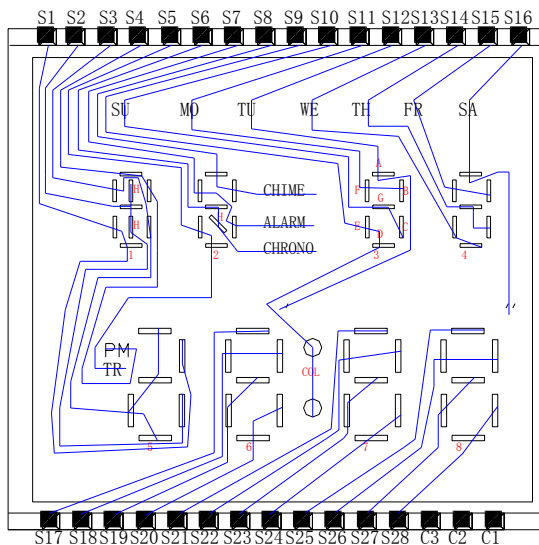 S1 S2 S3 S4 S5 S6 S7 S8 S9 S10 S11 S12 S13 S14 S15 S16
SU MO TU WE TH FR SA
A
H F B CHIME
G
H H ALARM E D C
CHRONO
1 2 3 4
' "
PM
TR COL
5 6 7 8
S17 S18 S19 S20 S21 S22 S23 S24 S25 S26 S27 S28 C3 C2 C1